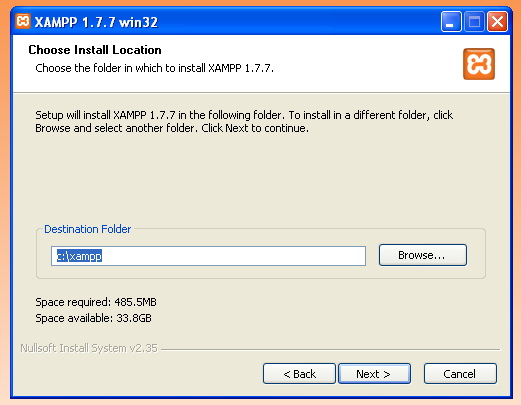 XAMPP 1.7.7 win32
Choose Install Location
Choose the folder in which to install XAMPP 1.7.7.
Setup will install XAMPP 1.7.7 in the following folder. To install in a different folder, click
Browse and select another folder. Click Next to continue.
Destination Folder
c:\xampp
Browse...
Space required: 485.5MB
Space available: 33.8GB
Nullsoft Install System v2.35
< Back
Next >
Cancel